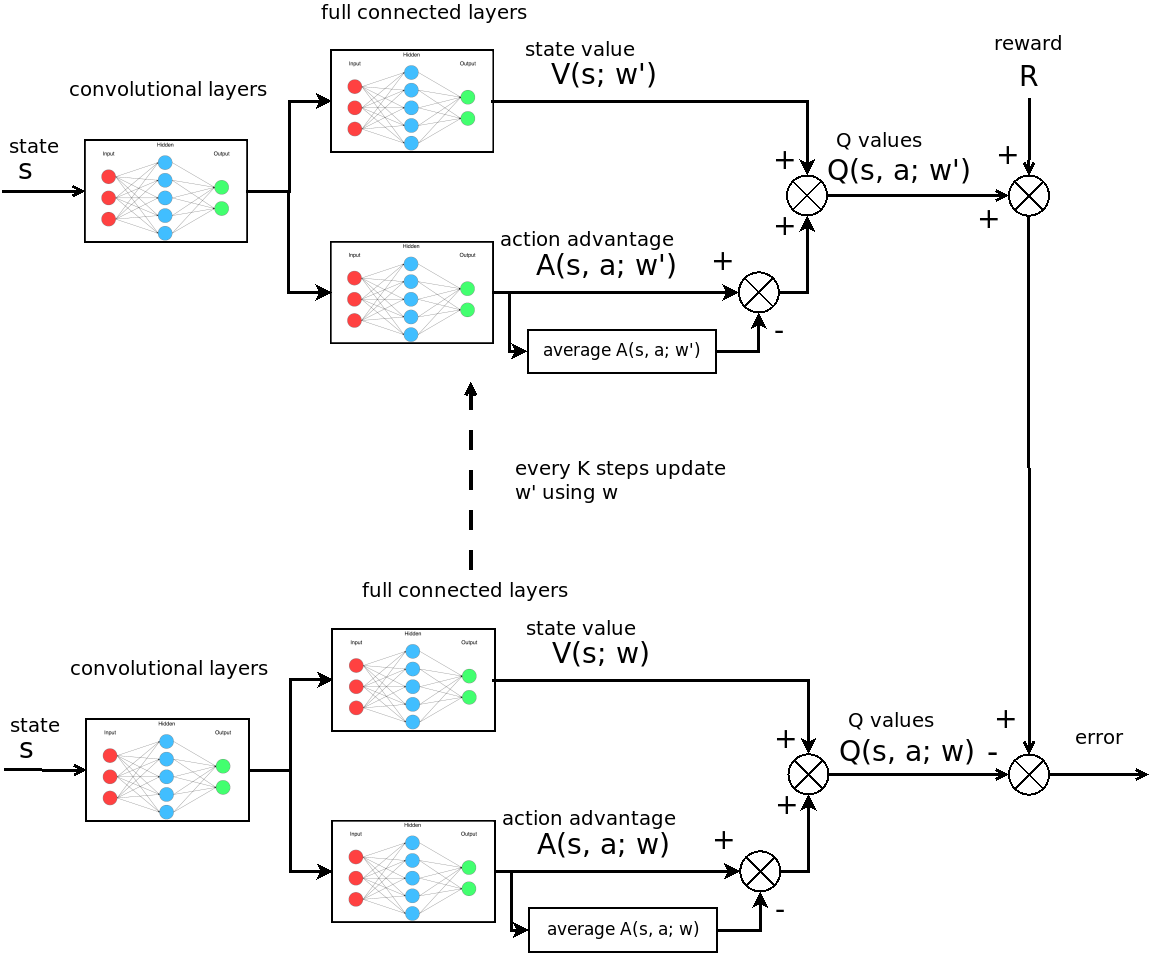 full connected layers
state value
V(s; w')
reward
R
convolutional layers
Input
Hidden
Output
state
s
Input
Hidden
Output
+
Q values
Q(s, a; w')
+
+
+
action advantage
A(s, a; w')
+
Input
Hidden
Output
-
average A(s, a; w')
every K steps update
w' using w
full connected layers
state value
V(s; w)
convolutional layers
Input
Hidden
Output
state
s
Input
Hidden
Output
+
Q values
Q(s, a; w)
+
-
error
+
action advantage
A(s, a; w)
+
Input
Hidden
Output
-
average A(s, a; w)